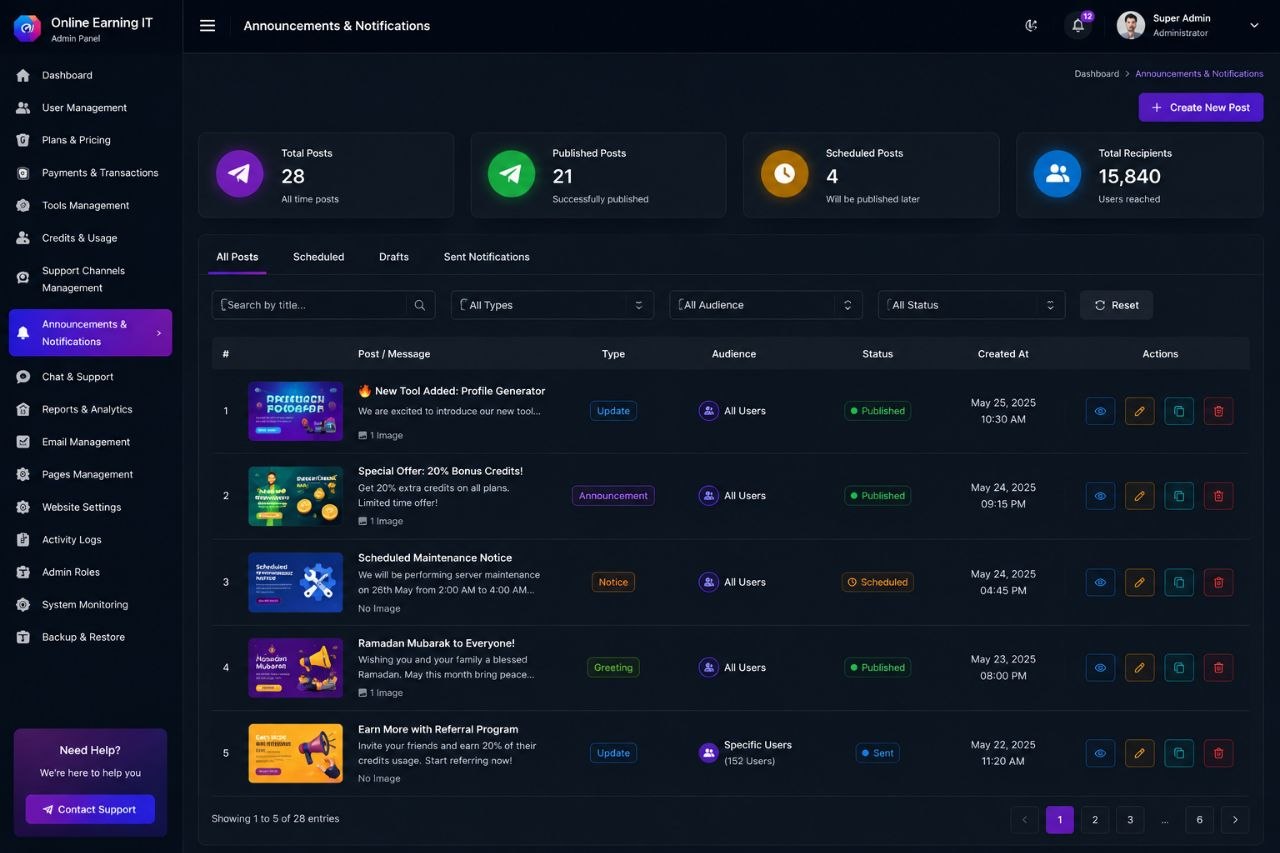 Online Earning IT
Admin Panel
Announcements & Notifications
12
Super Admin
Administrator
Dashboard
User Management
Plans & Pricing
Payments & Transactions
Tools Management
Credits & Usage
Support Channels
Management
Announcements &
Notifications
Chat & Support
Reports & Analytics
Email Management
Pages Management
Website Settings
Activity Logs
Admin Roles
System Monitoring
Backup & Restore
Need Help?
We're here to help you
Contact Support
Dashboard > Announcements & Notifications
+ Create New Post
Total Posts
28
All time posts
Published Posts
21
Successfully published
Scheduled Posts
4
Will be published later
Total Recipients
15,840
Users reached
All Posts Scheduled Drafts Sent Notifications
Search by title... All Types All Audience All Status Reset
# Post / Message Type Audience Status Created At Actions
1
🔥 New Tool Added: Profile Generator
We are excited to introduce our new tool...
1 Image
Update
All Users
Published
May 25, 2025
10:30 AM
2
Special Offer: 20% Bonus Credits!
Get 20% extra credits on all plans.
Limited time offer!
1 Image
Announcement
All Users
Published
May 24, 2025
09:15 PM
3
Scheduled
Scheduled Maintenance Notice
We will be performing server maintenance
on 26th May from 2:00 AM to 4:00 AM...
No Image
Notice
All Users
Scheduled
May 24, 2025
04:45 PM
4
Ramadan Mubarak to Everyone!
Wishing you and your family a blessed
Ramadan. May this month bring peace...
1 Image
Greeting
All Users
Published
May 23, 2025
08:00 PM
5
Earn More with Referral Program
Invite your friends and earn 20% of their
credits usage. Start referring now!
No Image
Update
Specific Users
(152 Users)
Sent
May 22, 2025
11:20 AM
Showing 1 to 5 of 28 entries
< 1 2 3 ... 6 >